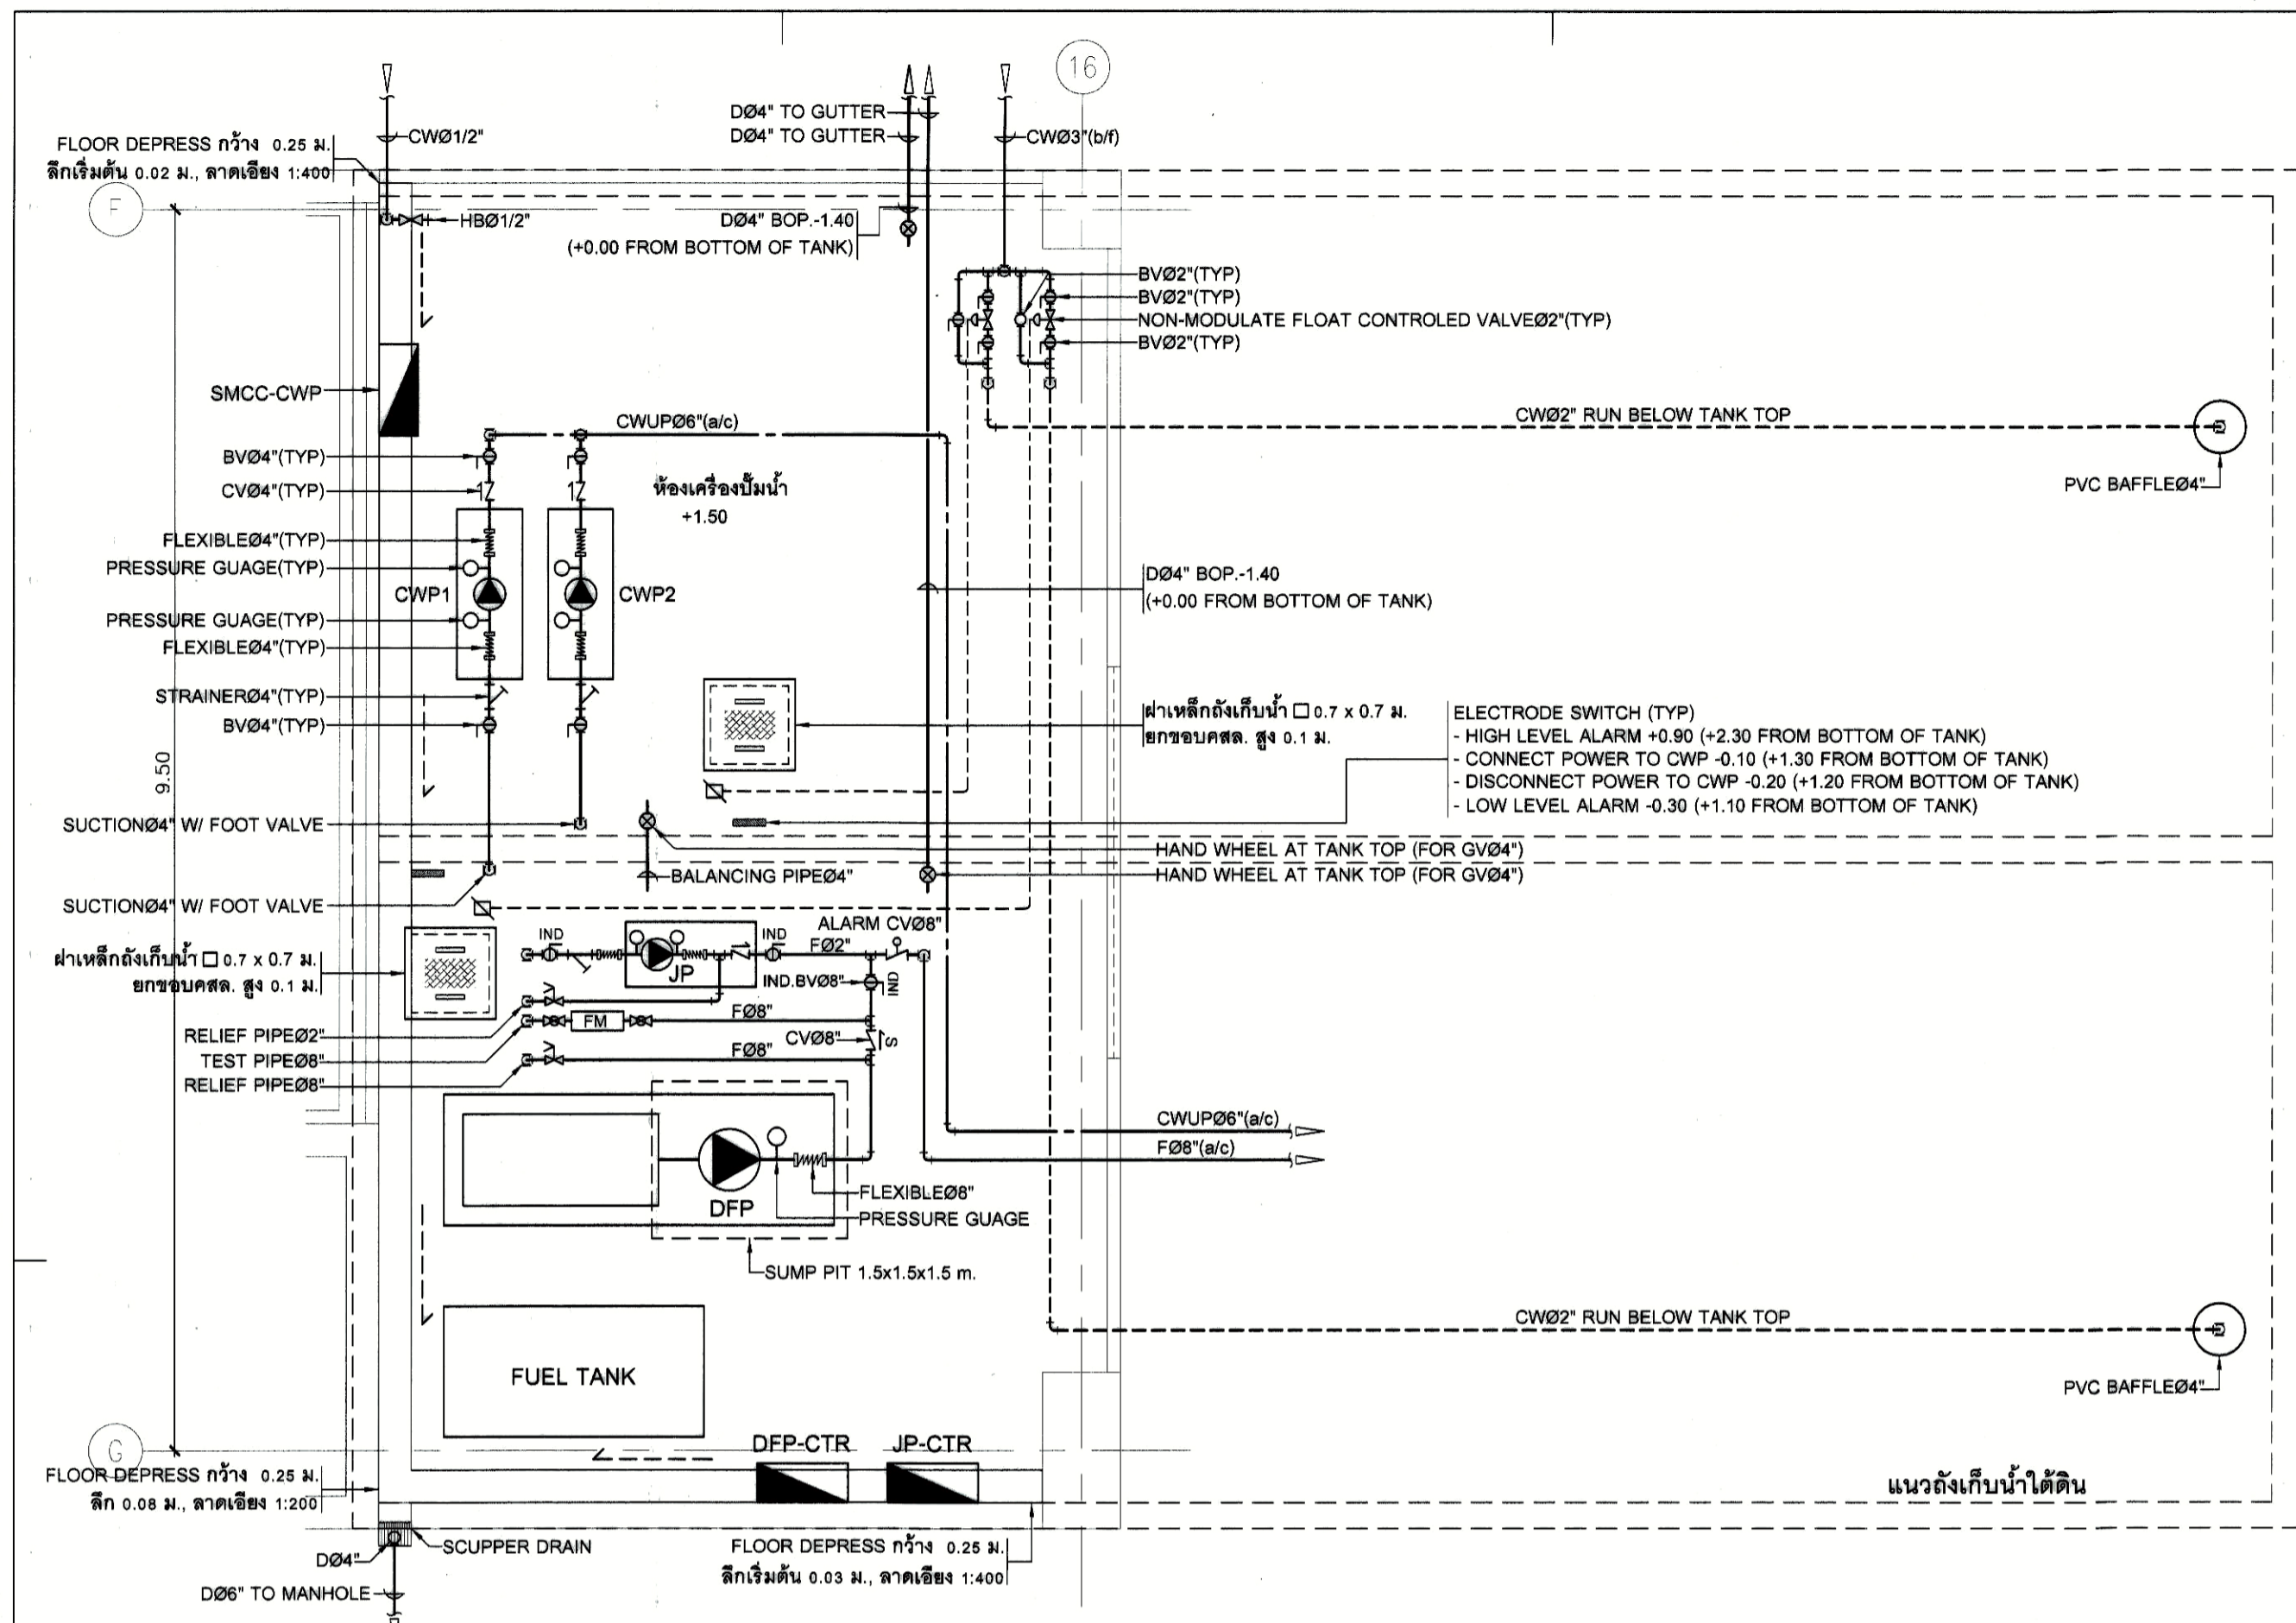 16
DØ4" TO GUTTER
DØ4" TO GUTTER
CWØ1/2"
CWØ3"(b/f)
FLOOR DEPRESS กว้าง 0.25 ม.
ลึกเริ่มต้น 0.02 ม., ลาดเอียง 1:400
F
HBØ1/2"
DØ4" BOP.-1.40
(+0.00 FROM BOTTOM OF TANK)
BVØ2"(TYP)
BVØ2"(TYP)
NON-MODULATE FLOAT CONTROLED VALVEØ2"(TYP)
BVØ2"(TYP)
SMCC-CWP
CWUPØ6"(a/c)
CWØ2" RUN BELOW TANK TOP
BVØ4"(TYP)
CVØ4"(TYP)
ห้องเครื่องปั๊มน้ำ
+1.50
PVC BAFFLEØ4"
FLEXIBLEØ4"(TYP)
PRESSURE GUAGE(TYP)
CWP1
CWP2
DØ4" BOP.-1.40
(+0.00 FROM BOTTOM OF TANK)
PRESSURE GUAGE(TYP)
FLEXIBLEØ4"(TYP)
STRAINERØ4"(TYP)
BVØ4"(TYP)
ฝาเหล็กถังเก็บน้ำ □ 0.7 x 0.7 ม.
ยกขอบคสล. สูง 0.1 ม.
ELECTRODE SWITCH (TYP)
- HIGH LEVEL ALARM +0.90 (+2.30 FROM BOTTOM OF TANK)
- CONNECT POWER TO CWP -0.10 (+1.30 FROM BOTTOM OF TANK)
- DISCONNECT POWER TO CWP -0.20 (+1.20 FROM BOTTOM OF TANK)
- LOW LEVEL ALARM -0.30 (+1.10 FROM BOTTOM OF TANK)
9.50
SUCTIONØ4" W/ FOOT VALVE
HAND WHEEL AT TANK TOP (FOR GVØ4")
BALANCING PIPEØ4"
HAND WHEEL AT TANK TOP (FOR GVØ4")
SUCTIONØ4" W/ FOOT VALVE
ALARM CVØ8"
IND
IND
FØ2"
ฝาเหล็กถังเก็บน้ำ □ 0.7 x 0.7 ม.
ยกขอบคสล. สูง 0.1 ม.
JP
IND.BVØ8"
IND
FM
FØ8"
RELIEF PIPEØ2"
CVØ8"
S
TEST PIPEØ8"
FØ8"
RELIEF PIPEØ8"
CWUPØ6"(a/c)
FØ8"(a/c)
FLEXIBLEØ8"
DFP
PRESSURE GUAGE
SUMP PIT 1.5x1.5x1.5 m.
CWØ2" RUN BELOW TANK TOP
FUEL TANK
PVC BAFFLEØ4"
G
DFP-CTR
JP-CTR
FLOOR DEPRESS กว้าง 0.25 ม.
ลึก 0.08 ม., ลาดเอียง 1:200
แนวถังเก็บน้ำใต้ดิน
SCUPPER DRAIN
DØ4"
FLOOR DEPRESS กว้าง 0.25 ม.
ลึกเริ่มต้น 0.03 ม., ลาดเอียง 1:400
DØ6" TO MANHOLE